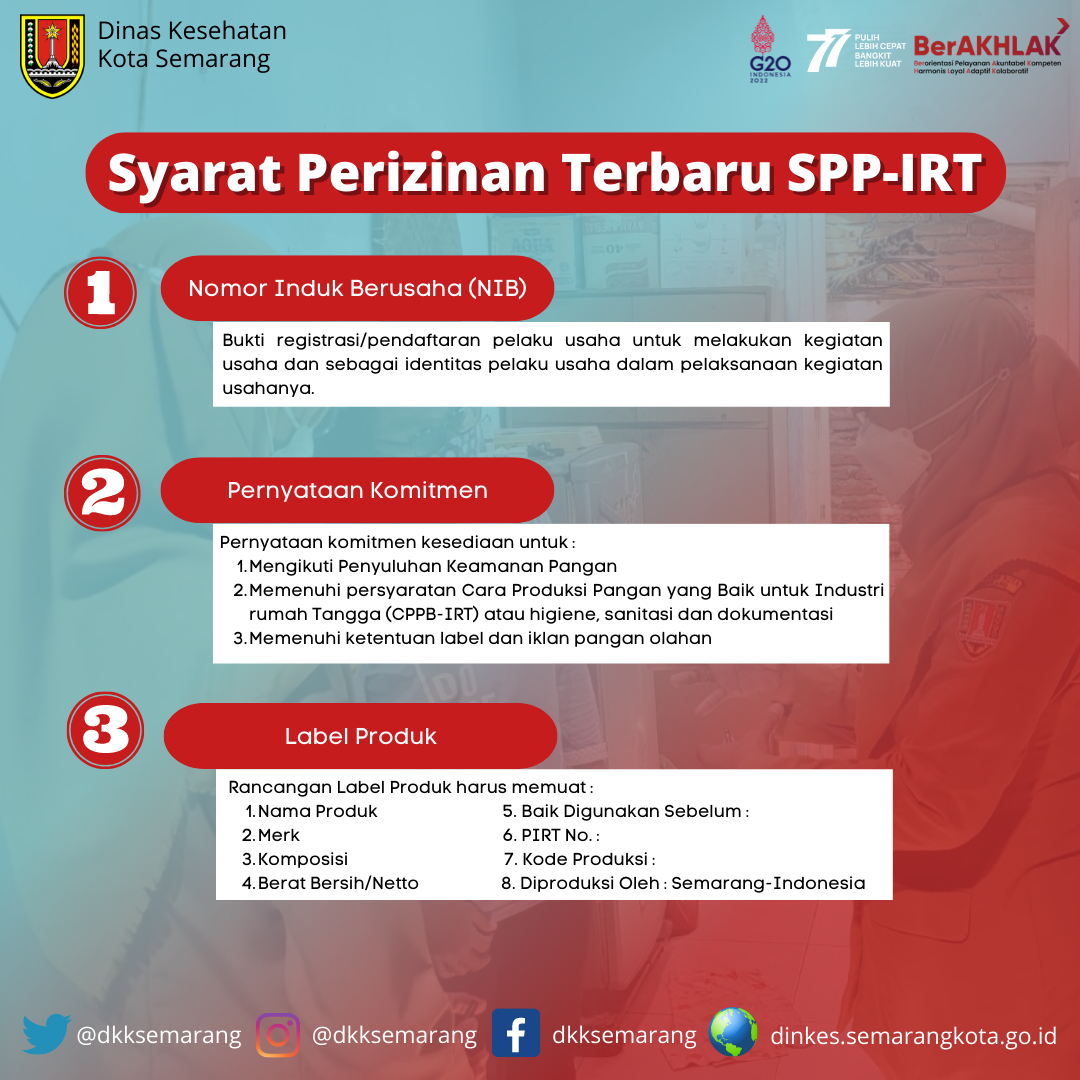 Dinas Kesehatan
Kota Semarang
G20
INDONESIA
2022
77
PULIH
LEBIH CEPAT
BANGKIT
LEBIH KUAT
BerAKHLAK
Berorientasi Pelayanan Akuntabel Kompeten
Harmonis Loyal Adaptif Kolaboratif
Syarat Perizinan Terbaru SPP-IRT
1
Nomor Induk Berusaha (NIB)
Bukti registrasi/pendaftaran pelaku usaha untuk melakukan kegiatan
usaha dan sebagai identitas pelaku usaha dalam pelaksanaan kegiatan
usahanya.
2
Pernyataan Komitmen
Pernyataan komitmen kesediaan untuk :
1. Mengikuti Penyuluhan Keamanan Pangan
2. Memenuhi persyaratan Cara Produksi Pangan yang Baik untuk Industri
rumah Tangga (CPPB-IRT) atau higiene, sanitasi dan dokumentasi
3. Memenuhi ketentuan label dan iklan pangan olahan
3
Label Produk
Rancangan Label Produk harus memuat :
1. Nama Produk
2. Merk
3. Komposisi
4. Berat Bersih/Netto
5. Baik Digunakan Sebelum :
6. PIRT No. :
7. Kode Produksi :
8. Diproduksi Oleh : Semarang-Indonesia
@dkksemarang
@dkksemarang
dkksemarang
dinkes.semarangkota.go.id